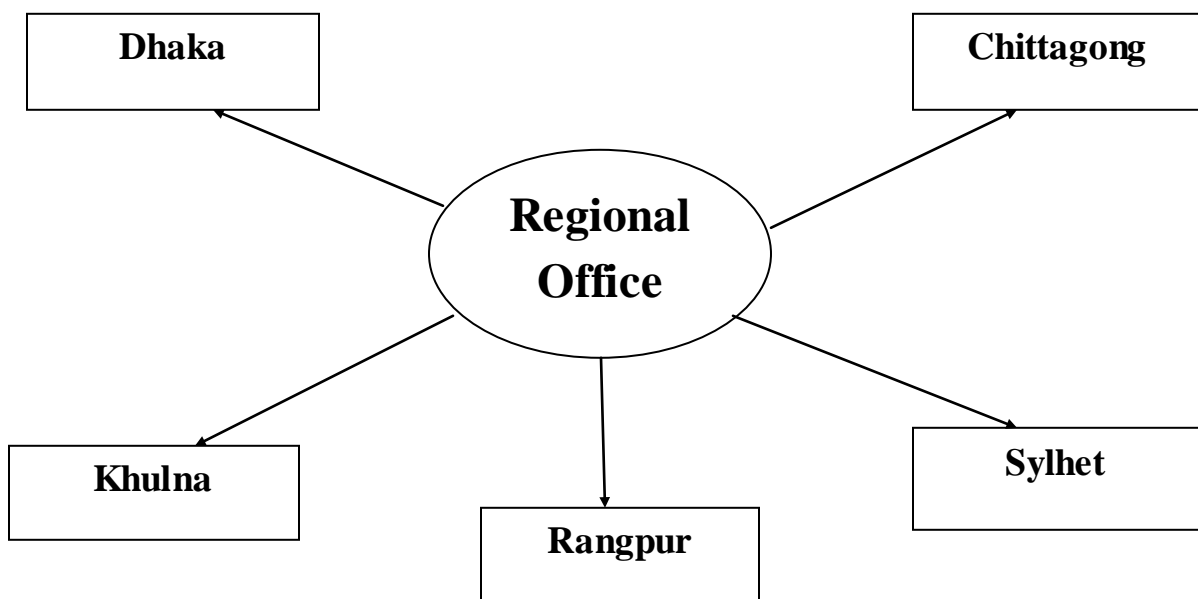 Dhaka
Chittagong
Regional
Office
Khulna
Sylhet
Rangpur